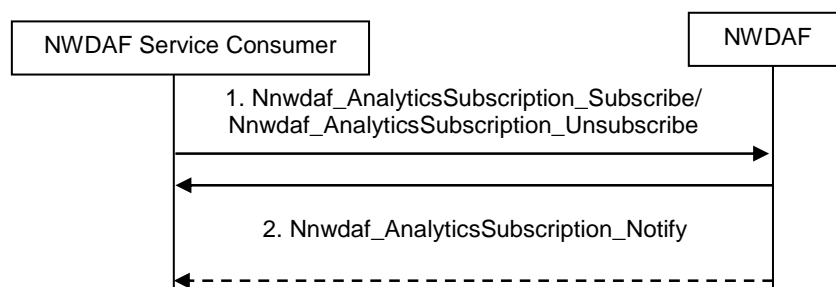 NWDAF Service Consumer
NWDAF
1. Nnwdaf_AnalyticsSubscription_Subscribe/
Nnwdaf_AnalyticsSubscription_Unsubscribe
2. Nnwdaf_AnalyticsSubscription_Notify